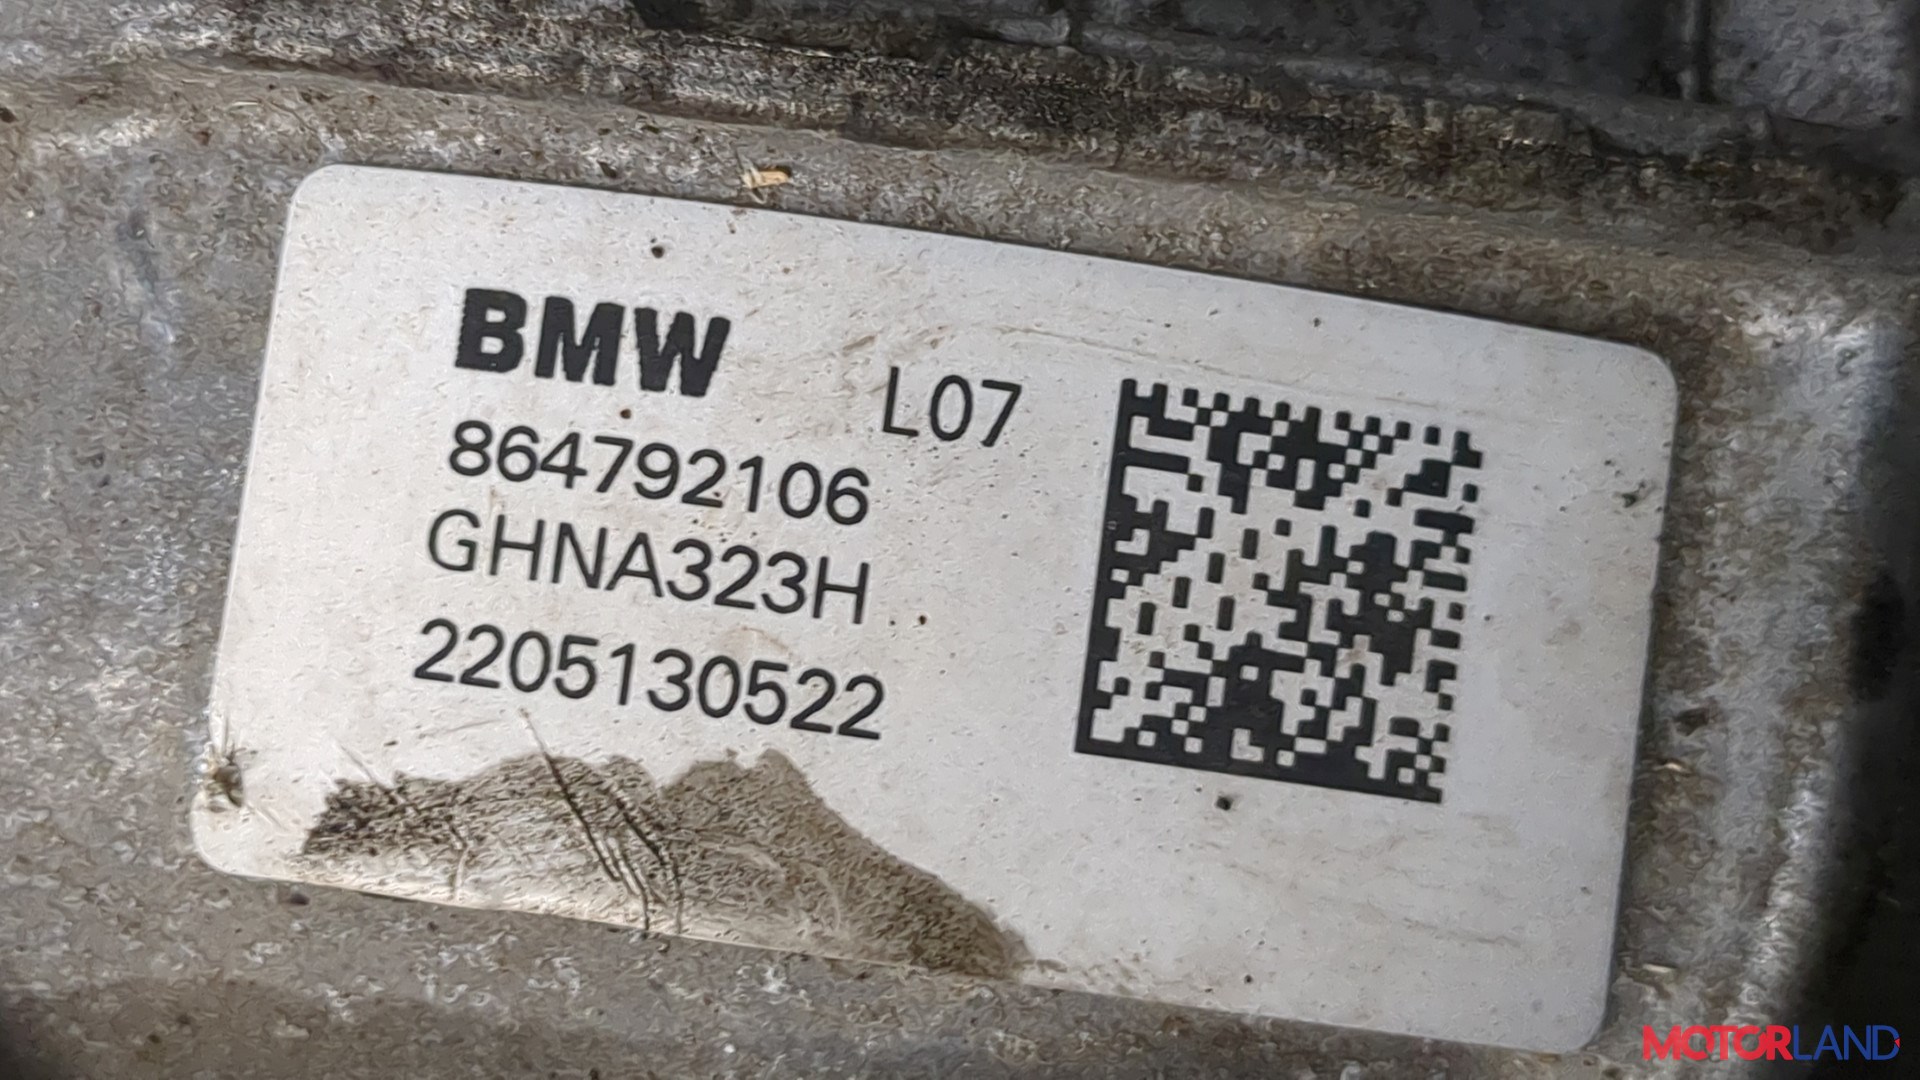 BMW
L07
864792106
GHNA323H
2205130522
MOTORLAND